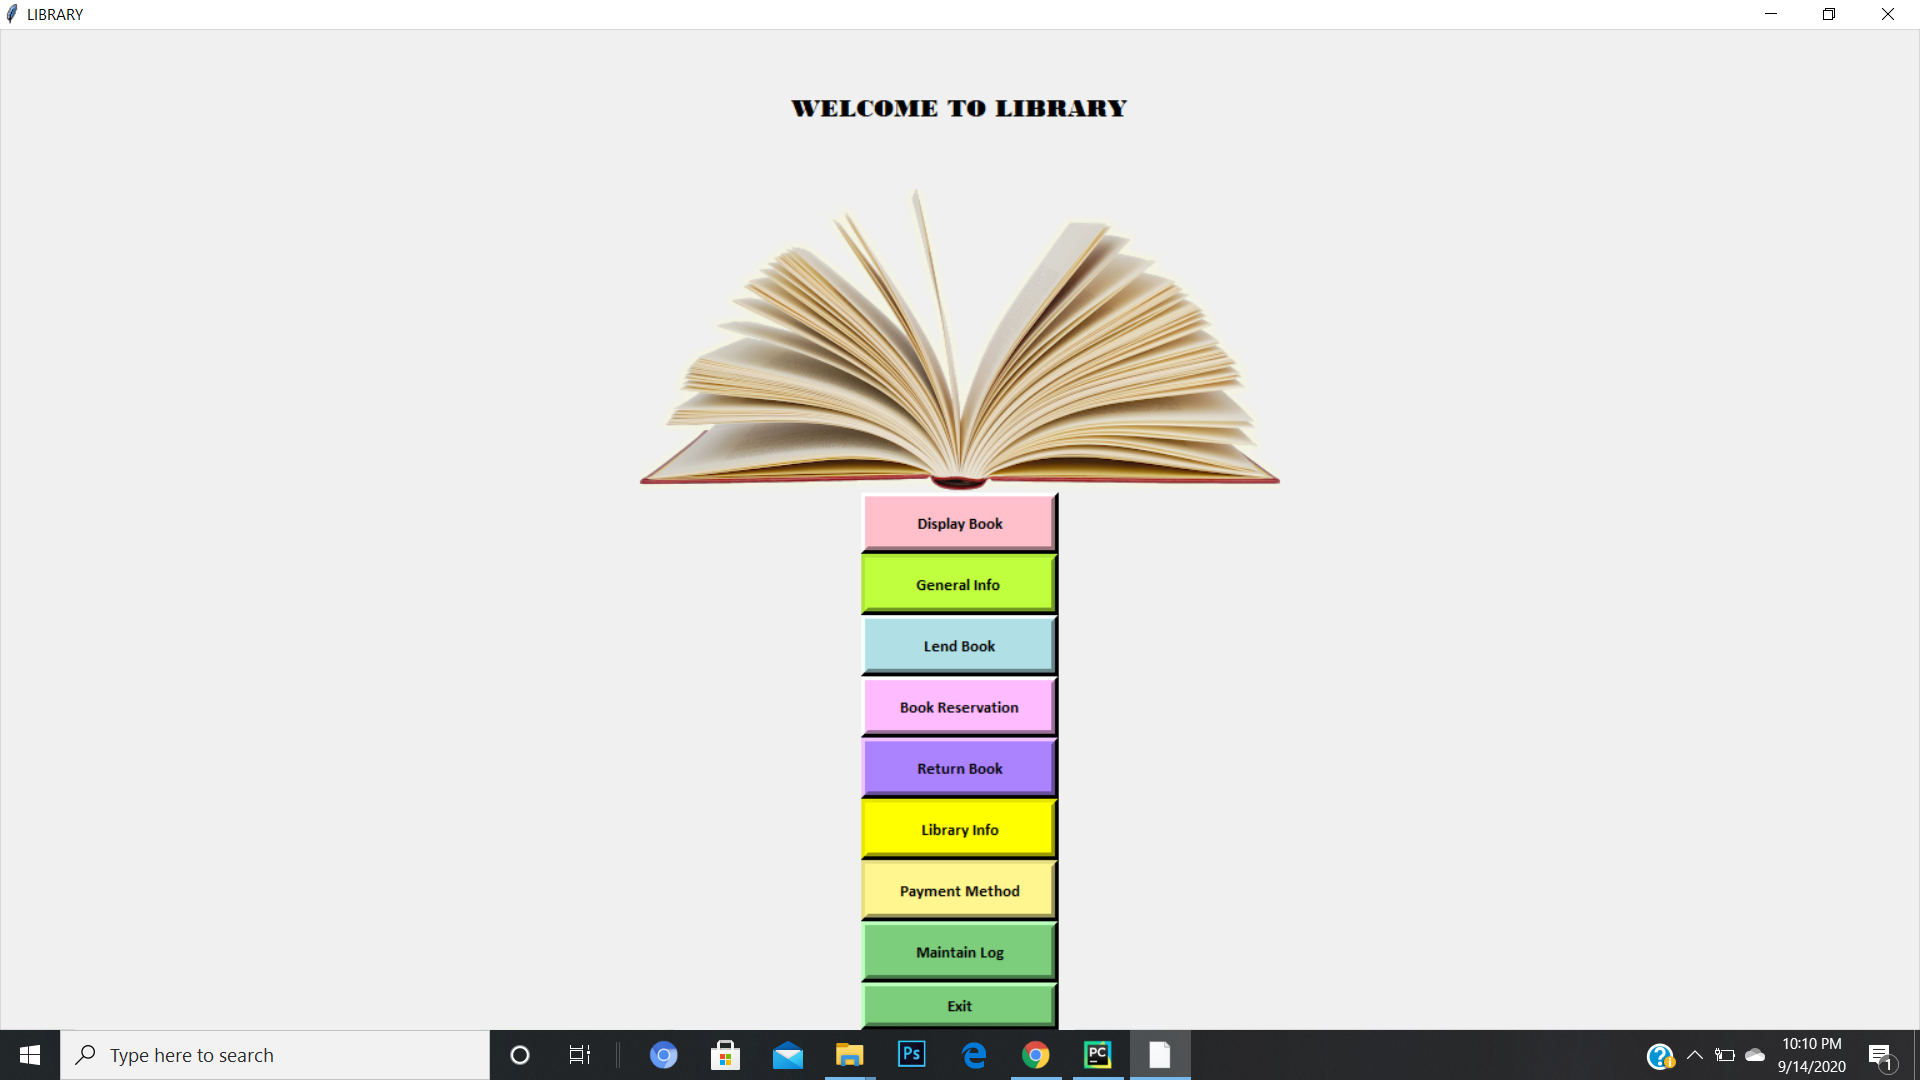 LIBRARY
WELCOME TO LIBRARY
Display Book
General Info
Lend Book
Book Reservation
Return Book
Library Info
Payment Method
Maintain Log
Exit
Type here to search
Ps
PC
10:10 PM
9/14/2020
1